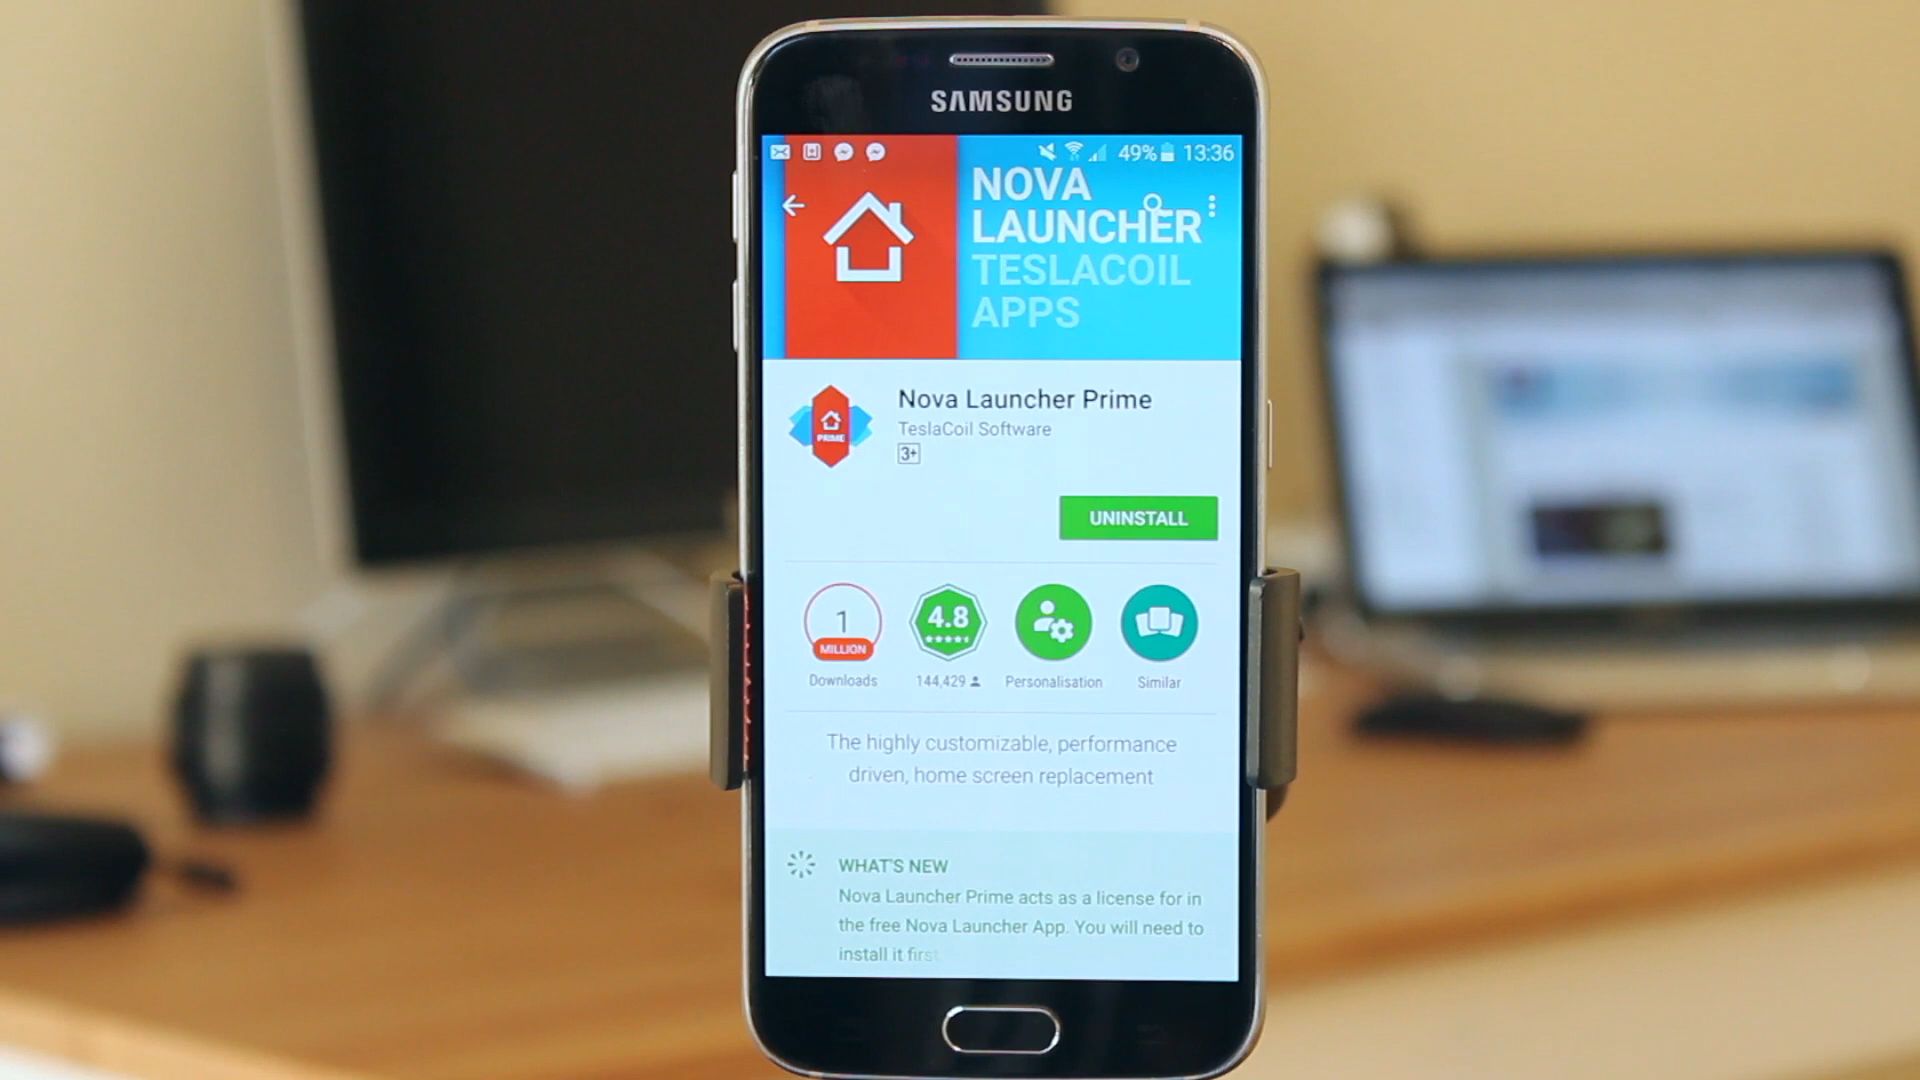 SAMSUNG
49% 13:36
NOVA
LAUNCHER
TESLACOIL
APPS
PRIME
Nova Launcher Prime
TeslaCoil Software
3+
UNINSTALL
1
MILLION
4.8
Downloads
144,429
Personalisation
Similar
The highly customizable, performance
driven, home screen replacement
WHAT'S NEW
Nova Launcher Prime acts as a license for in
the free Nova Launcher App. You will need to
install it first